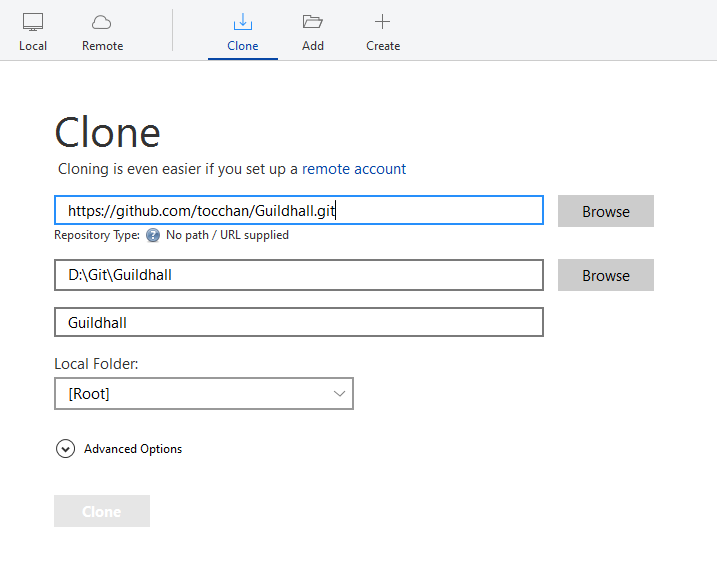 Local Remote Clone Add Create
Clone
Cloning is even easier if you set up a remote account
https://github.com/tocchan/Guildhall.git Browse
Repository Type: ? No path / URL supplied
D:\Git\Guildhall Browse
Guildhall
Local Folder:
[Root]
Advanced Options
Clone